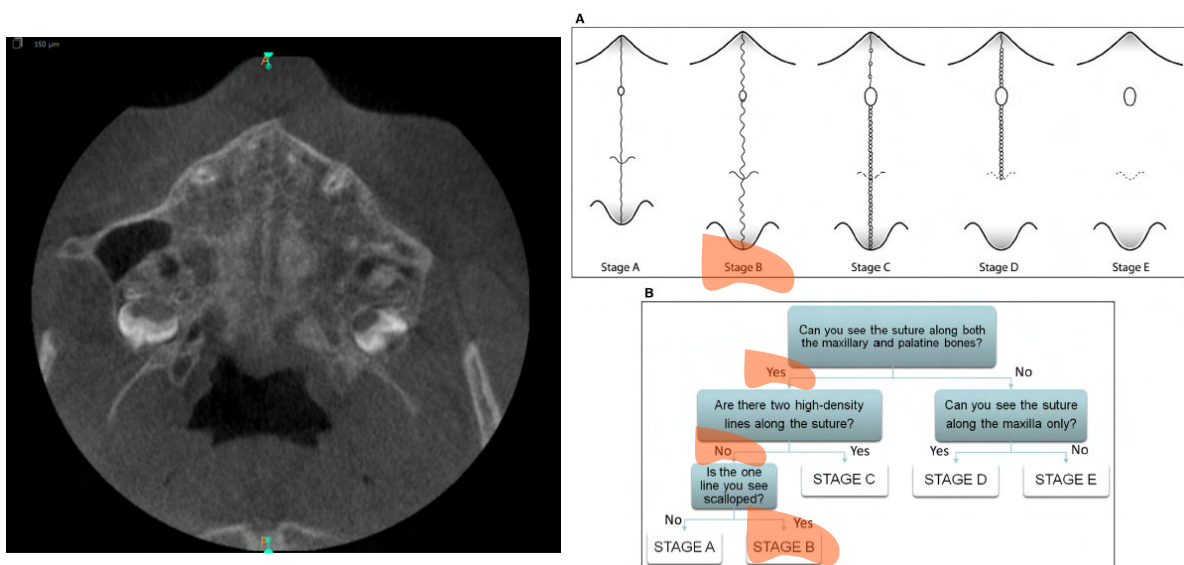 150 µm
A
P
A
Stage A
Stage B
Stage C
Stage D
Stage E
B
Can you see the suture along both
the maxillary and palatine bones?
Yes
No
Are there two high-density
lines along the suture?
Can you see the suture
along the maxilla only?
No
Yes
Yes
No
Is the one
line you see
scalloped?
STAGE C
STAGE D
STAGE E
No
Yes
STAGE A
STAGE B